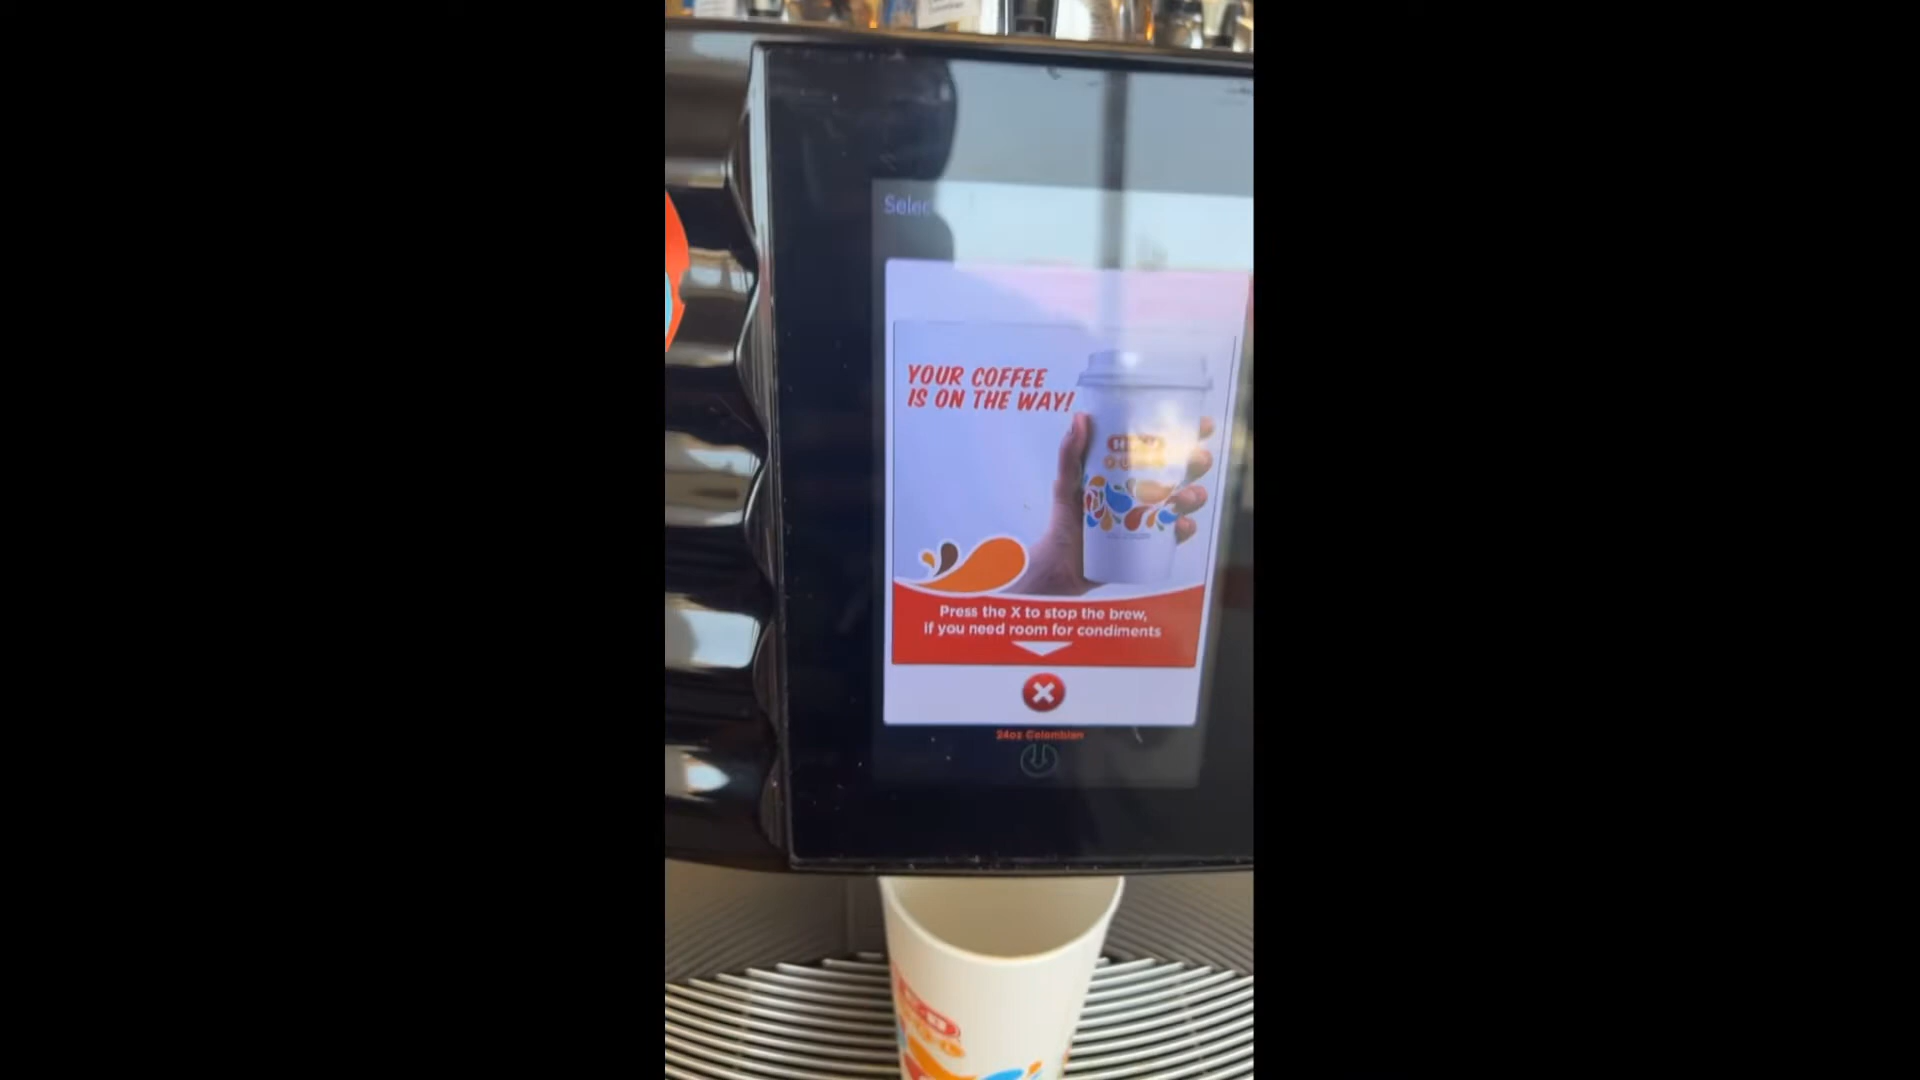 Selec
YOUR COFFEE
IS ON THE WAY!
Press the X to stop the brew,
if you need room for condiments
24oz Colombian